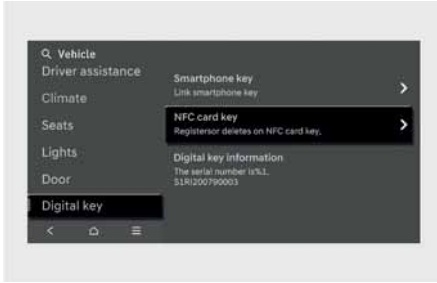 Vehicle
Driver assistance
Climate
Seats
Lights
Door
Digital key
Smartphone key
Link smartphone key
NFC card key
Registersor deletes on NFC card key,
Digital key information
The serial number is%1,
S1RI200790003